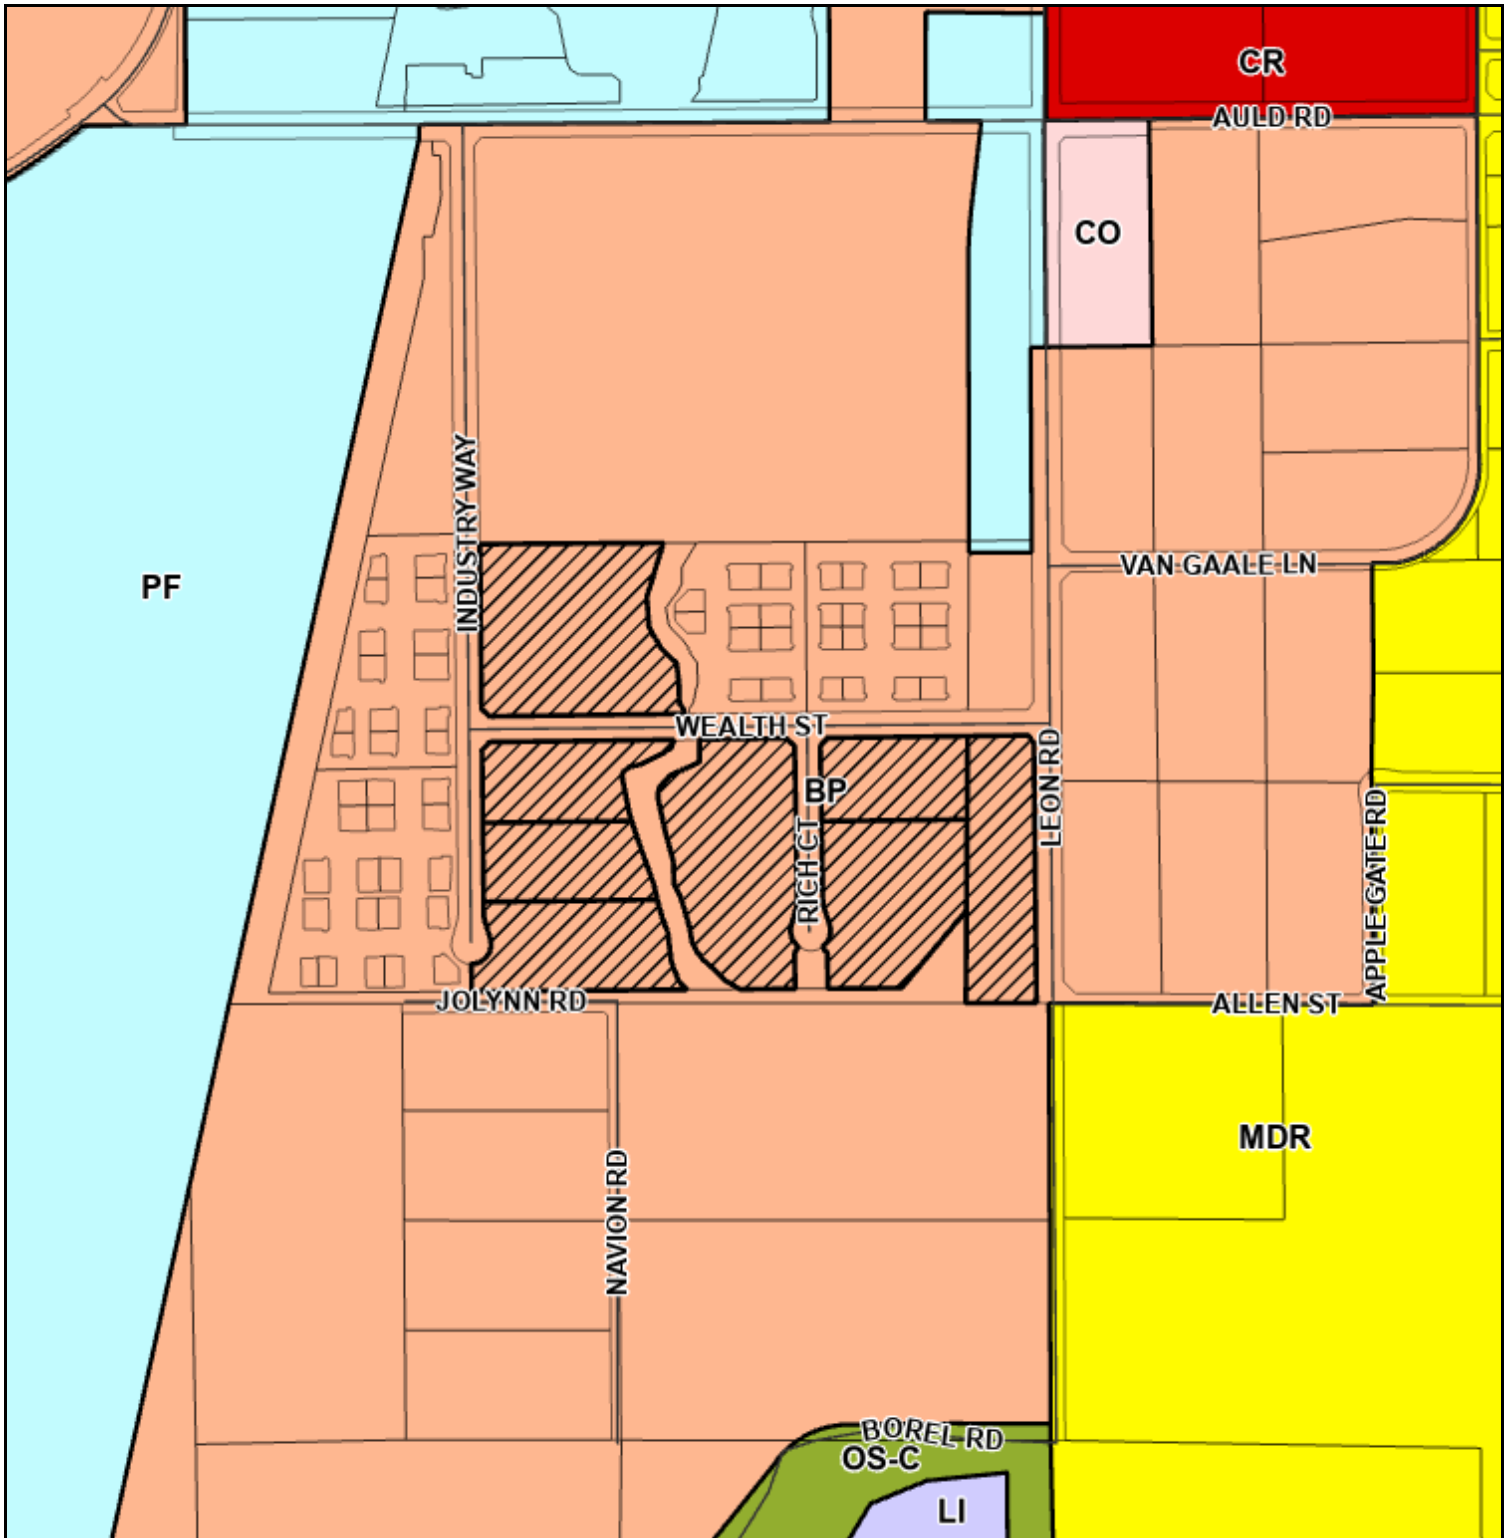 CR
AULD RD
CO
INDUSTRY WAY
VAN GAALE LN
PF
WEALTH ST
LEON RD
BP
RICH CT
APPLE GATE RD
JOLYNN RD
ALLEN ST
MDR
NAVION RD
BOREL RD
OS-C
LI